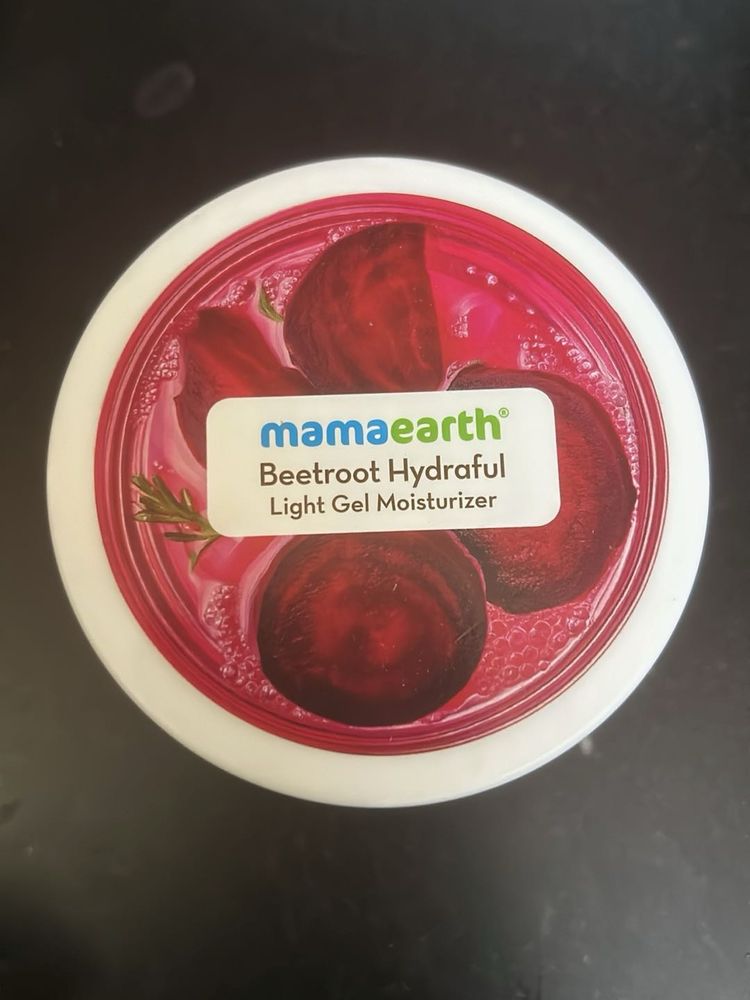 mamaearth®
Beetroot Hydraful
Light Gel Moisturizer